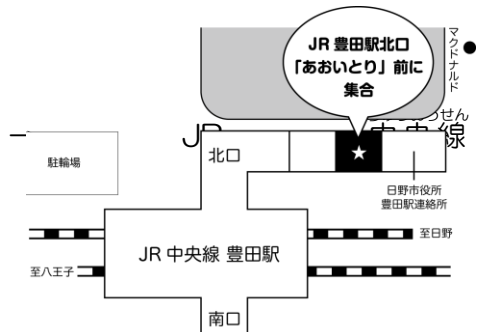 JR 豊田駅北口
「あおいとり」前に
集合
マクドナルド
JR
中央線
駐輪場
北口
日野市役所
豊田駅連絡所
至日野
JR 中央線 豊田駅
至八王子
南口